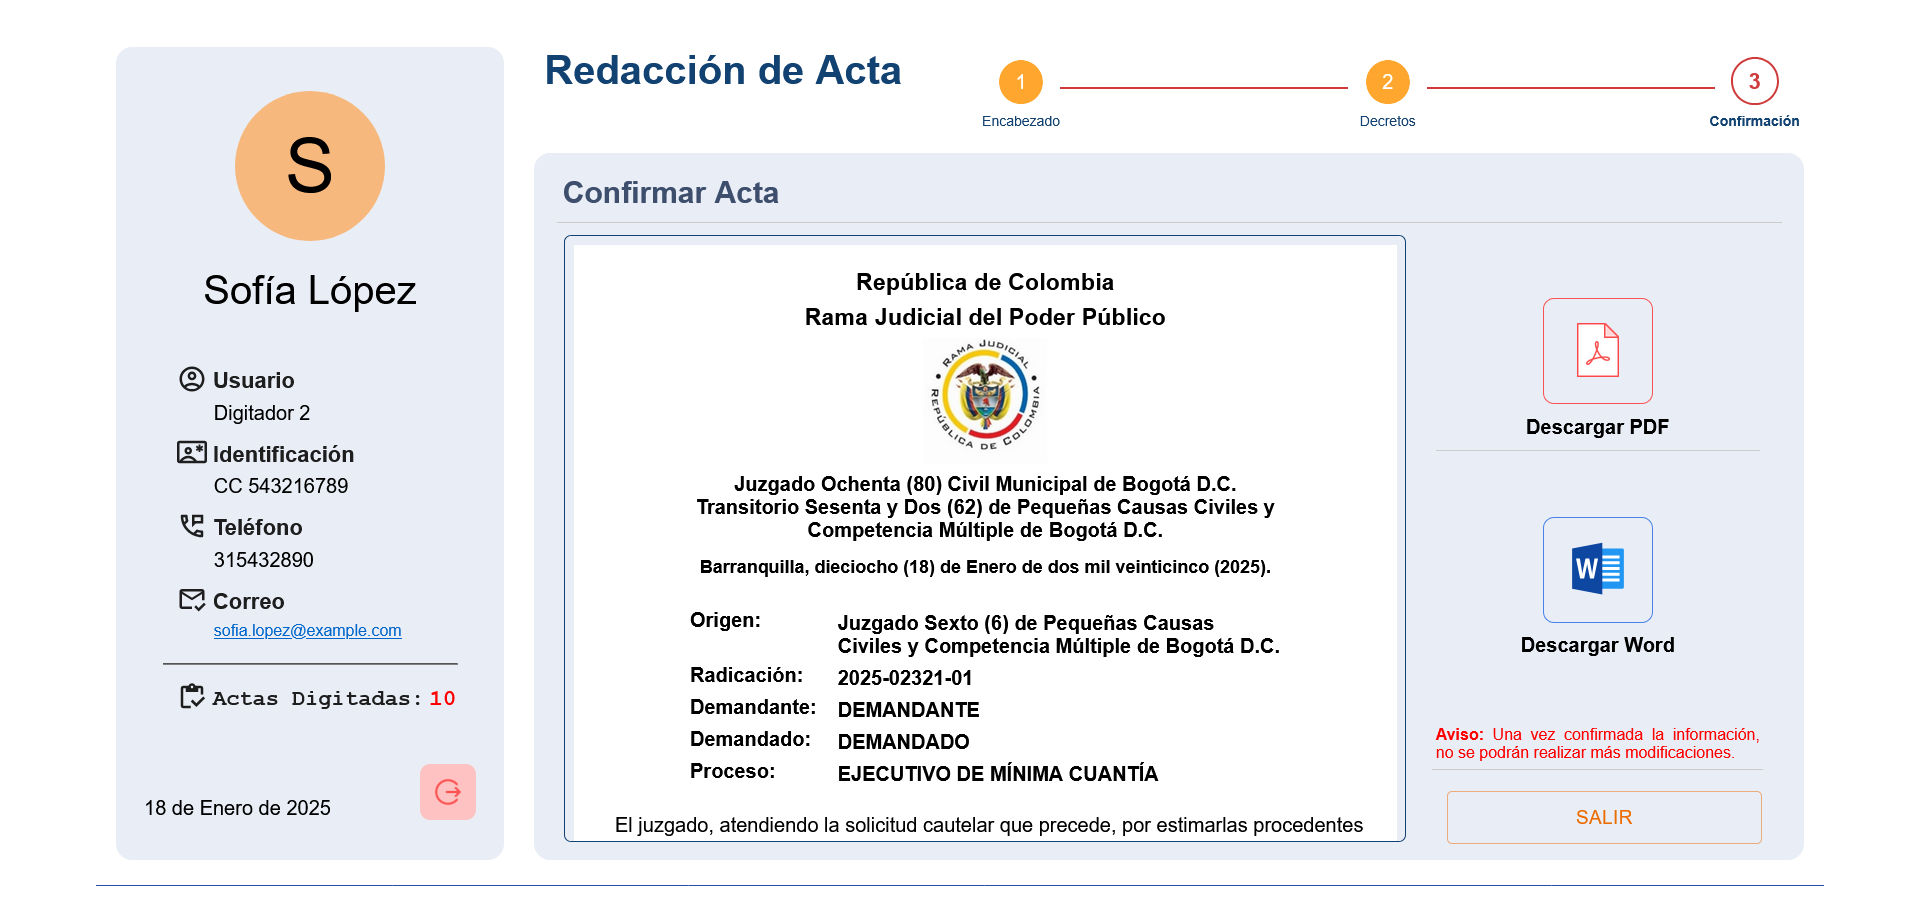 S
Sofía López
Usuario
Digitador 2
Identificación
CC 543216789
Teléfono
315432890
Correo
sofia.lopez@example.com
Actas Digitadas: 10
18 de Enero de 2025
Redacción de Acta
1
Encabezado
2
Decretos
3
Confirmación
Confirmar Acta
República de Colombia
Rama Judicial del Poder Público
RAMA JUDICIAL
REPÚBLICA DE COLOMBIA
Juzgado Ochenta (80) Civil Municipal de Bogotá D.C.
Transitorio Sesenta y Dos (62) de Pequeñas Causas Civiles y
Competencia Múltiple de Bogotá D.C.
Barranquilla, dieciocho (18) de Enero de dos mil veinticinco (2025).
Origen: Juzgado Sexto (6) de Pequeñas Causas
Civiles y Competencia Múltiple de Bogotá D.C.
Radicación: 2025-02321-01
Demandante: DEMANDANTE
Demandado: DEMANDADO
Proceso: EJECUTIVO DE MÍNIMA CUANTÍA
El juzgado, atendiendo la solicitud cautelar que precede, por estimarlas procedentes
Descargar PDF
W
Descargar Word
Aviso: Una vez confirmada la información,
no se podrán realizar más modificaciones.
SALIR